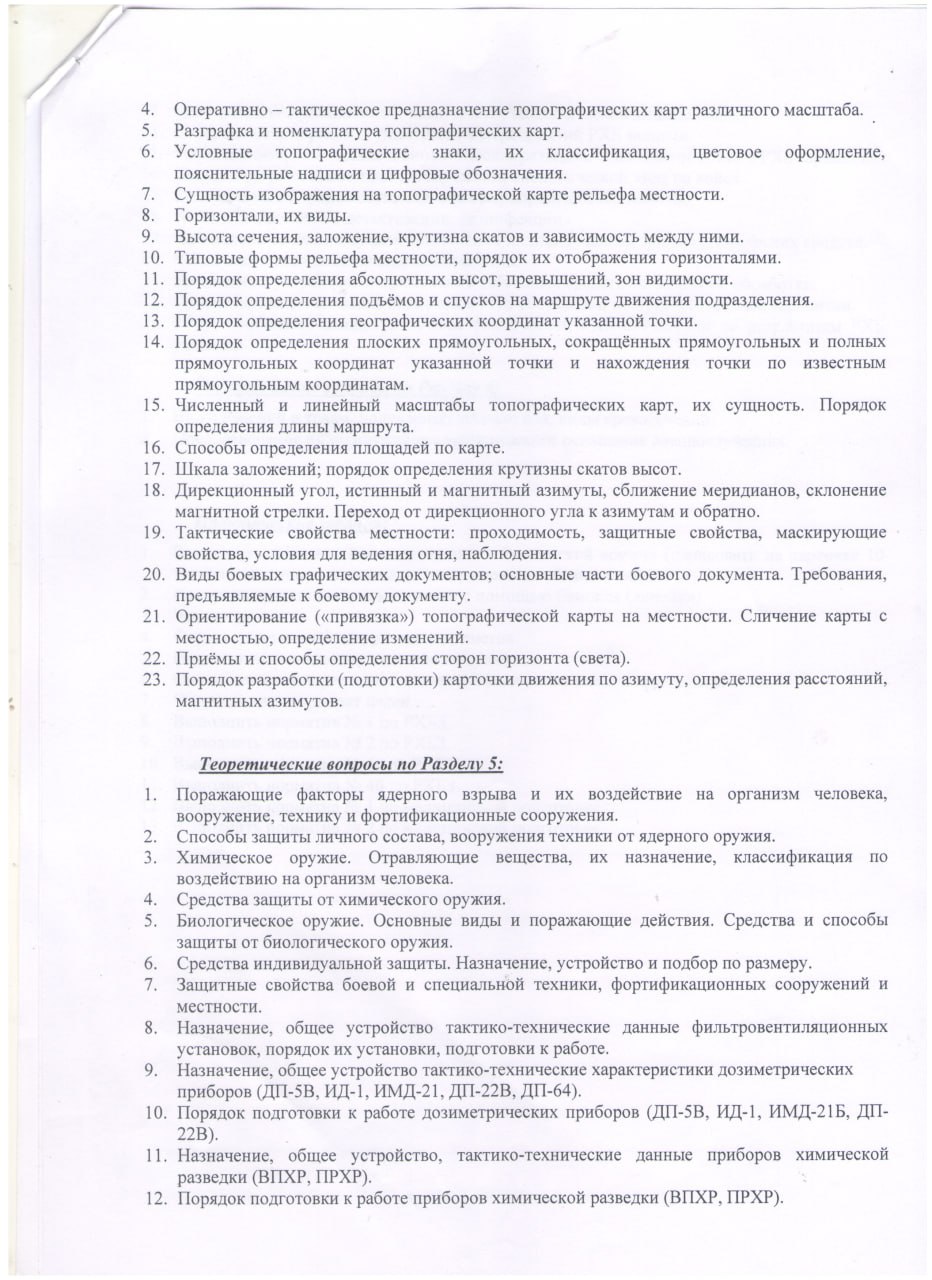 4. Оперативно – тактическое предназначение топографических карт различного масштаба.
5. Разграфка и номенклатура топографических карт.
6. Условные топографические знаки, их классификация, цветовое оформление,
пояснительные надписи и цифровые обозначения.
7. Сущность изображения на топографической карте рельефа местности.
8. Горизонтали, их виды.
9. Высота сечения, заложение, крутизна скатов и зависимость между ними.
10. Типовые формы рельефа местности, порядок их отображения горизонталями.
11. Порядок определения абсолютных высот, превышений, зон видимости.
12. Порядок определения подъёмов и спусков на маршруте движения подразделения.
13. Порядок определения географических координат указанной точки.
14. Порядок определения плоских прямоугольных, сокращённых прямоугольных и полных
прямоугольных координат указанной точки и нахождения точки по известным
прямоугольным координатам.
15. Численный и линейный масштабы топографических карт, их сущность. Порядок
определения длины маршрута.
16. Способы определения площадей по карте.
17. Шкала заложений; порядок определения крутизны скатов высот.
18. Дирекционный угол, истинный и магнитный азимуты, сближение меридианов, склонение
магнитной стрелки. Переход от дирекционного угла к азимутам и обратно.
19. Тактические свойства местности: проходимость, защитные свойства, маскирующие
свойства, условия для ведения огня, наблюдения.
20. Виды боевых графических документов; основные части боевого документа. Требования,
предъявляемые к боевому документу.
21. Ориентирование («привязка») топографической карты на местности. Сличение карты с
местностью, определение изменений.
22. Приёмы и способы определения сторон горизонта (света).
23. Порядок разработки (подготовки) карточки движения по азимуту, определения расстояний,
магнитных азимутов.
Теоретические вопросы по Разделу 5:
1. Поражающие факторы ядерного взрыва и их воздействие на организм человека,
вооружение, технику и фортификационные сооружения.
2. Способы защиты личного состава, вооружения техники от ядерного оружия.
3. Химическое оружие. Отравляющие вещества, их назначение, классификация по
воздействию на организм человека.
4. Средства защиты от химического оружия.
5. Биологическое оружие. Основные виды и поражающие действия. Средства и способы
защиты от биологического оружия.
6. Средства индивидуальной защиты. Назначение, устройство и подбор по размеру.
7. Защитные свойства боевой и специальной техники, фортификационных сооружений и
местности.
8. Назначение, общее устройство тактико-технические данные фильтровентиляционных
установок, порядок их установки, подготовки к работе.
9. Назначение, общее устройство тактико-технические характеристики дозиметрических
приборов (ДП-5В, ИД-1, ИМД-21, ДП-22В, ДП-64).
10. Порядок подготовки к работе дозиметрических приборов (ДП-5В, ИД-1, ИМД-21Б, ДП-
22В).
11. Назначение, общее устройство, тактико-технические данные приборов химической
разведки (ВПХР, ПРХР).
12. Порядок подготовки к работе приборов химической разведки (ВПХР, ПРХР).